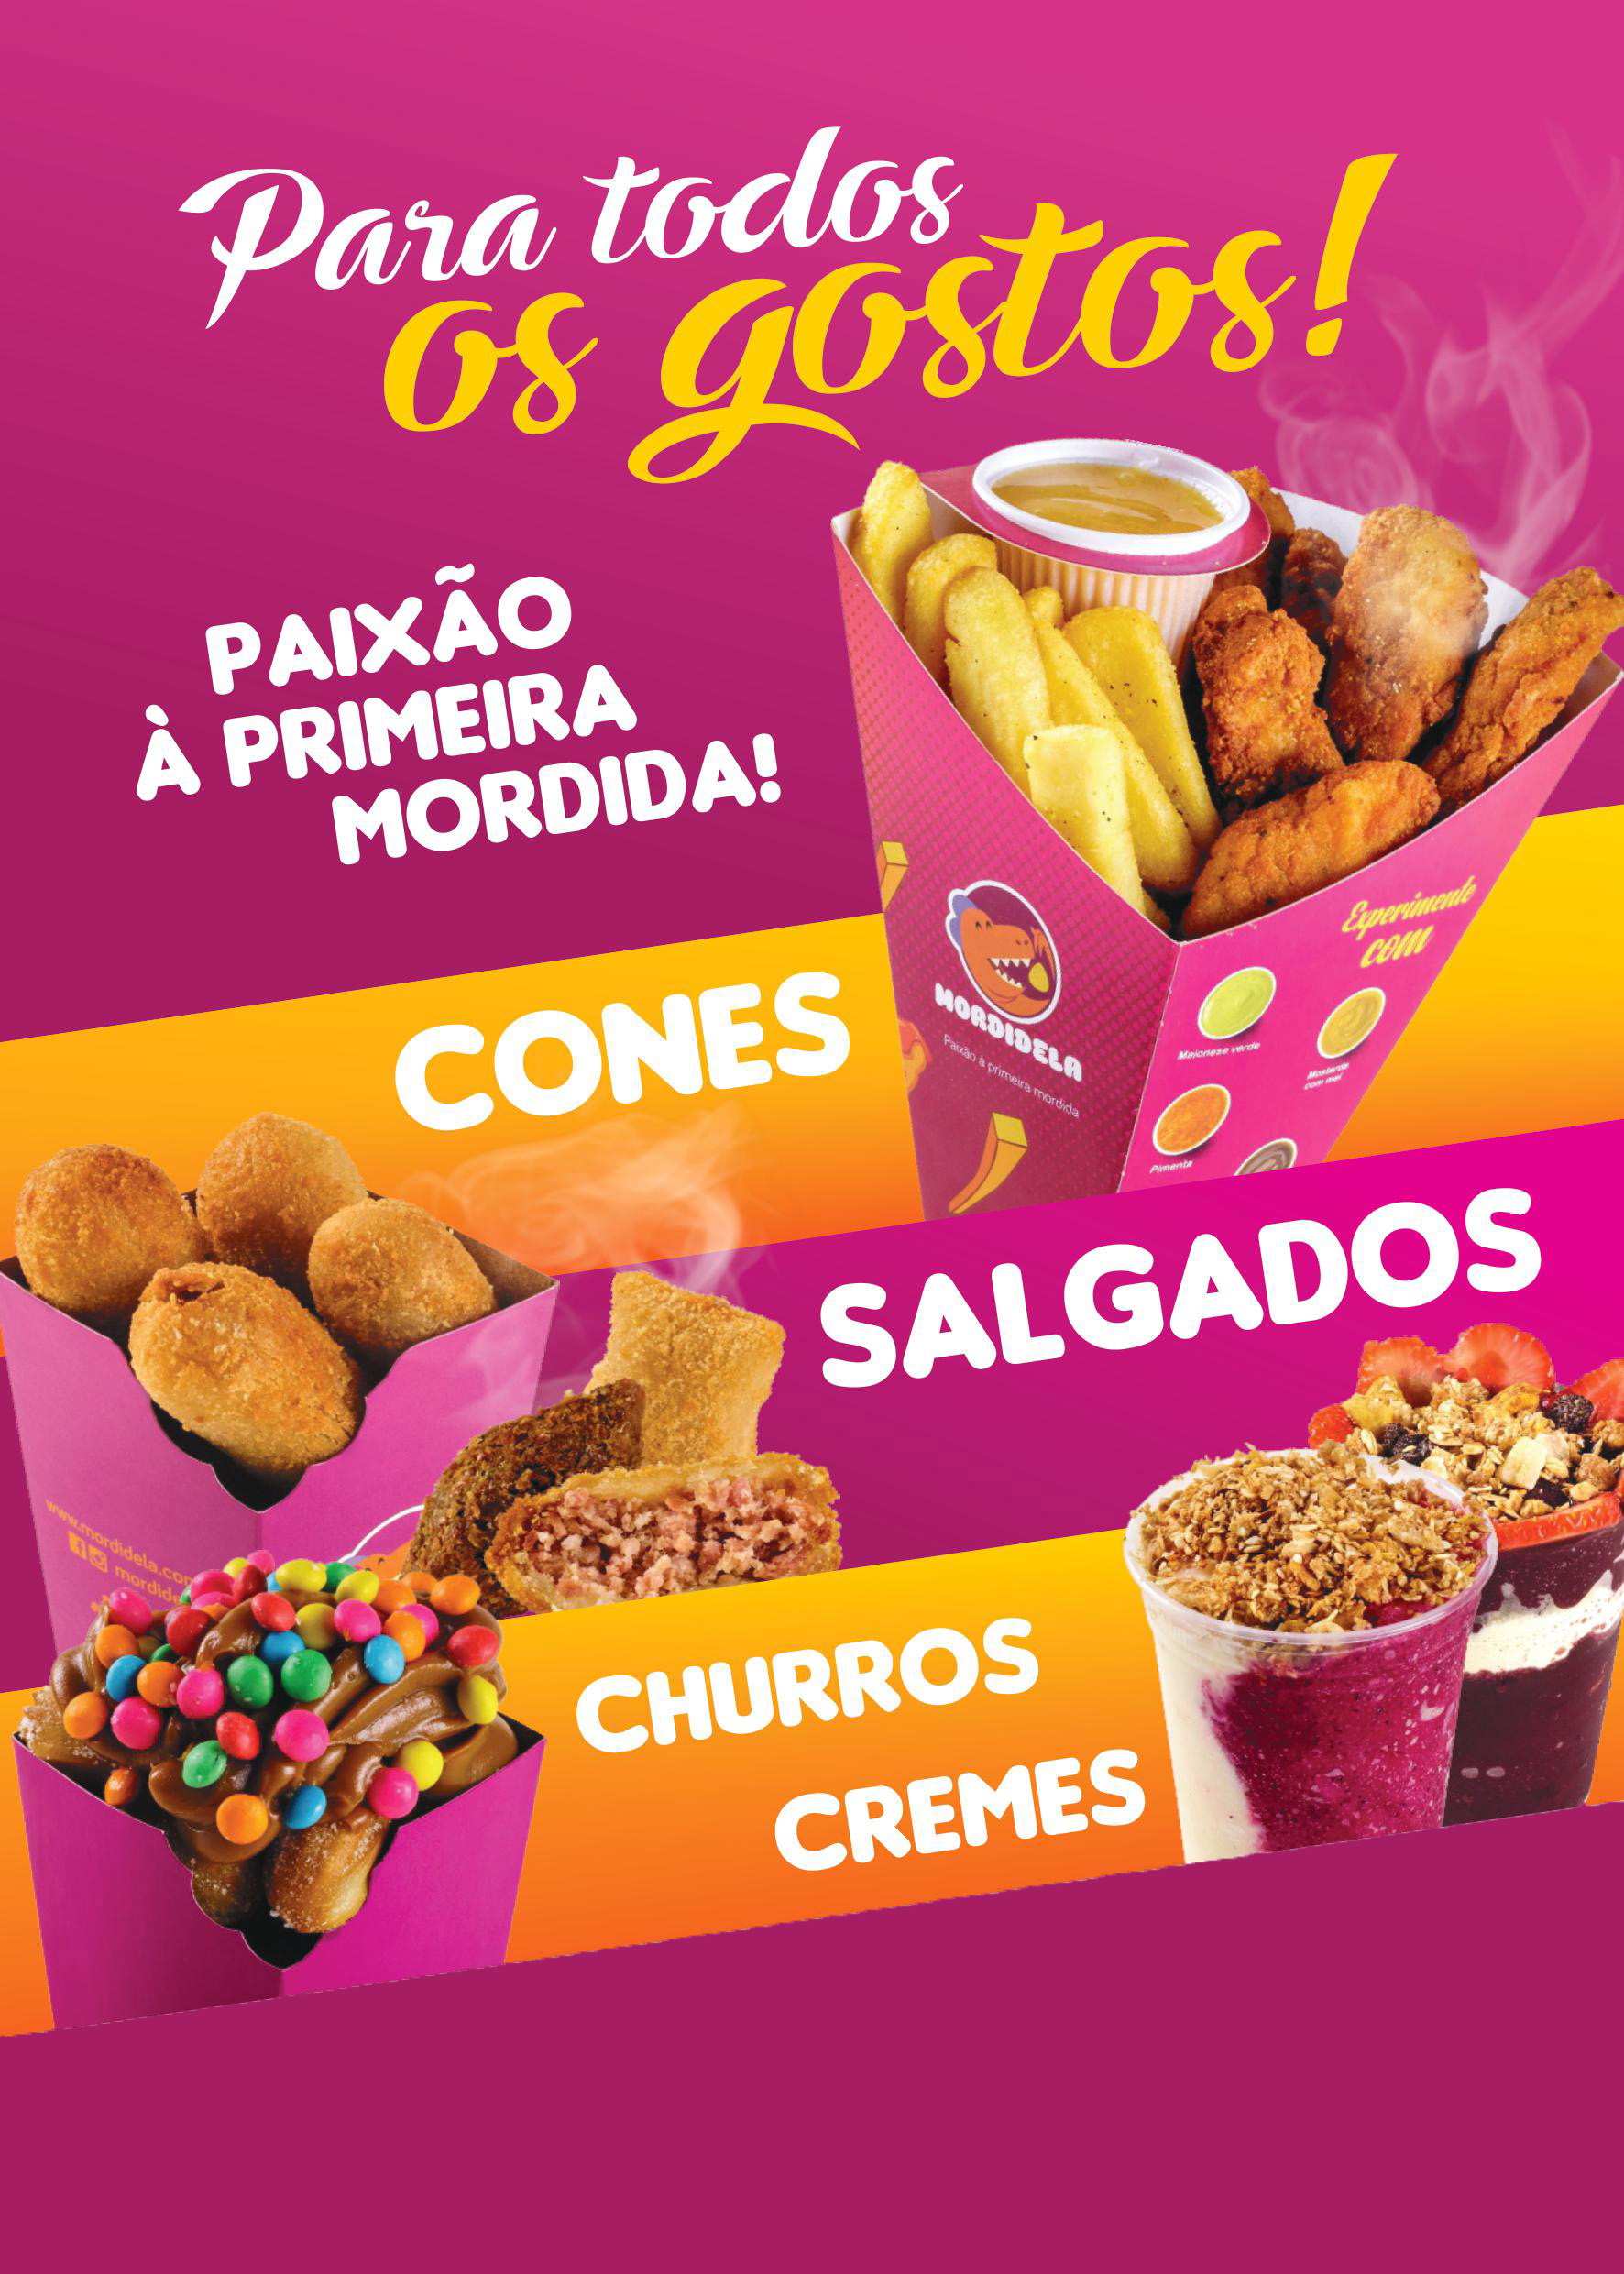 Para todos
os gostos!
PAIXÃO
À PRIMEIRA
MORDIDA!
Experimente
com
MORDIDELA
Paixão à primeira mordida
Maionese verde
Mostarda
com mel
Pimenta
CONES
SALGADOS
www.mordidela.com
CHURROS
CREMES